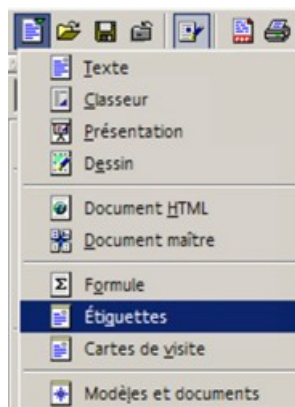 Texte
Classeur
Présentation
Dessin
Document HTML
Document maître
Formule
Étiquettes
Cartes de visite
Modèles et documents